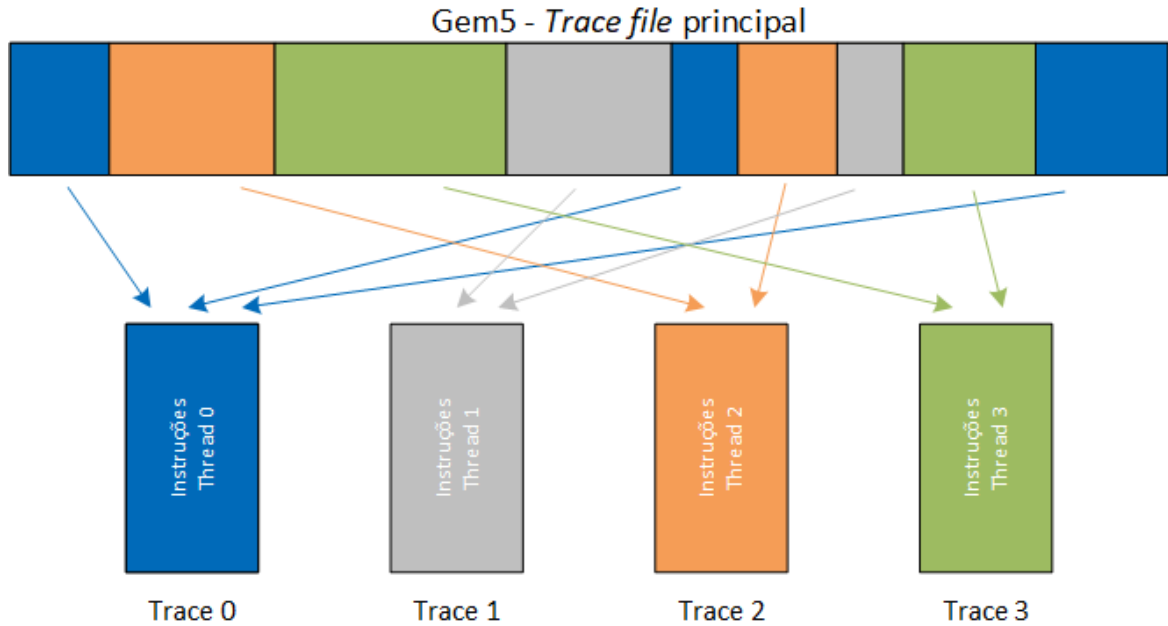 Gem5 - Trace file principal
Instruções
Thread 0
Instruções
Thread 1
Instruções
Thread 2
Instruções
Thread 3
Trace 0
Trace 1
Trace 2
Trace 3